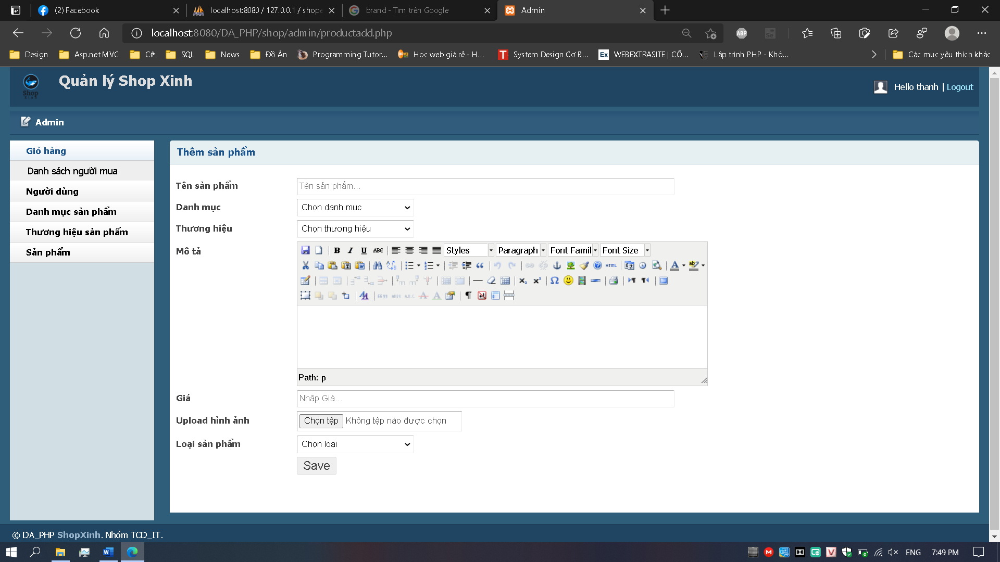 (2) Facebook
localhost:8080 / 127.0.0.1 / shope
brand - Tìm trên Google
Admin
localhost:8080/DA_PHP/shop/admin/productadd.php
ABP
Design
Asp.net MVC
C#
SQL
News
Đồ Án
Programming Tutor...
Học web giá rẻ - H...
System Design Cơ B...
WEBEXTRASITE | CÔ...
Lập trình PHP - Khó...
Các mục yêu thích khác
Shop
Quản lý Shop Xinh
Hello thanh | Logout
Admin
Giỏ hàng
Danh sách người mua
Người dùng
Danh mục sản phẩm
Thương hiệu sản phẩm
Sản phẩm
Thêm sản phẩm
Tên sản phẩm
Tên sản phẩm...
Danh mục
Chọn danh mục
Thương hiệu
Chọn thương hiệu
Mô tả
B I U ABC
Styles
Paragraph
Font Famil
Font Size
HTML
Path: p
Giá
Nhập Giá...
Upload hình ảnh
Chọn tệp
Không tệp nào được chọn
Loại sản phẩm
Chọn loại
Save
© DA_PHP ShopXinh. Nhóm TCD_IT.
ENG
7:49 PM